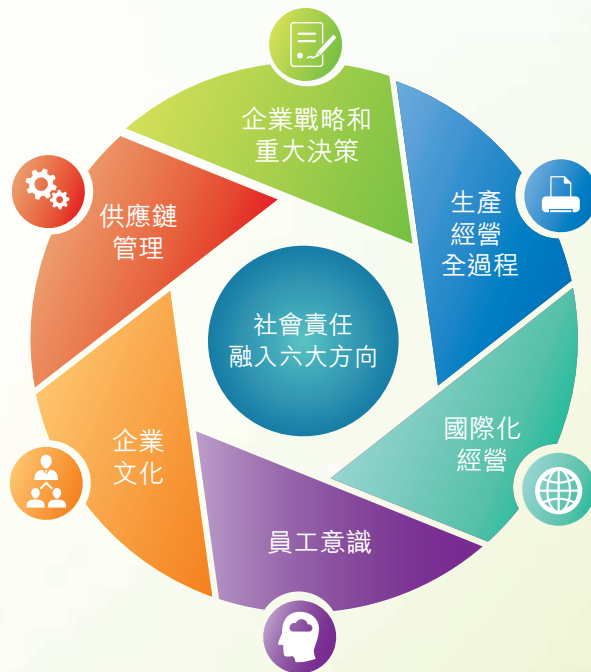 企業戰略和
重大決策
生產
經營
全過程
國際化
經營
員工意識
企業
文化
供應鏈
管理
社會責任
融入六大方向